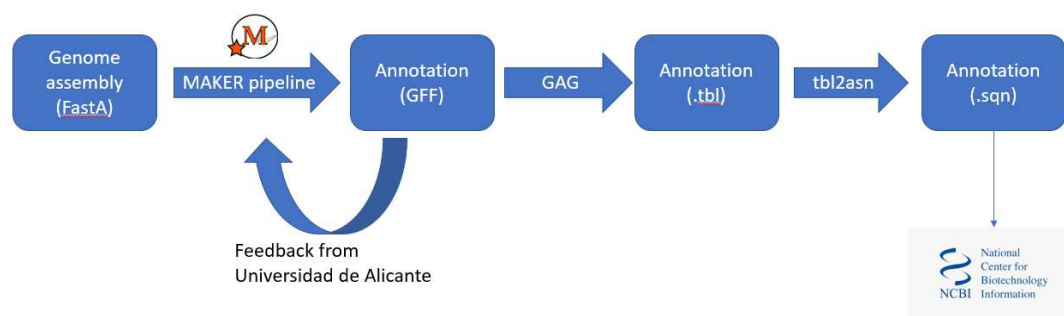 M
Genome
assembly
(FastA)
MAKER pipeline
Annotation
(GFF)
GAG
Annotation
(.tbl)
tbl2asn
Annotation
(.sqn)
Feedback from
Universidad de Alicante
National
Center for
Biotechnology
NCBI Information